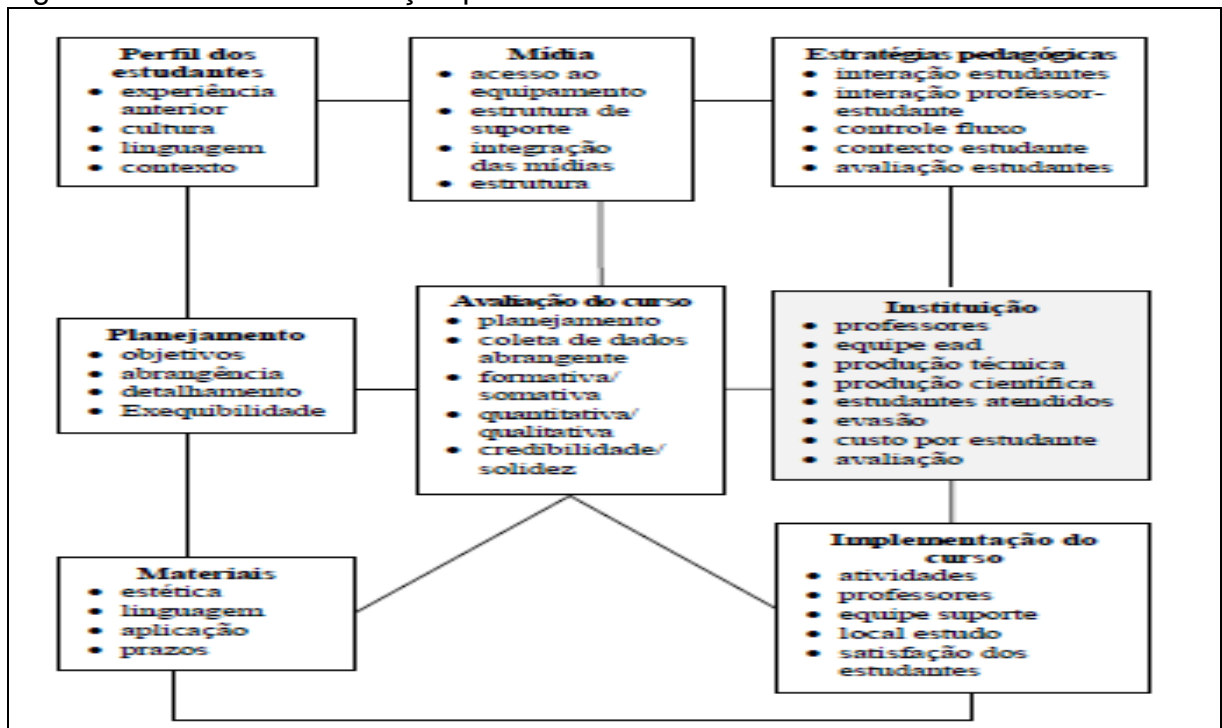 Perfil dos
estudantes
• experiência
anterior
• cultura
• linguagem
• contexto
Mídia
• acesso ao
equipamento
• estrutura de
suporte
• integração
das mídias
• estrutura
Estratégias pedagógicas
• interação estudantes
• interação professor-
estudante
• controle fluxo
• contexto estudante
• avaliação estudantes
Planejamento
• objetivos
• abrangência
• detalhamento
• Exequibilidade
Avaliação do curso
• planejamento
• coleta de dados
abrangente
• formativa/
somativa
• quantitativa/
qualitativa
• credibilidade/
solidez
Instituição
• professores
• equipe ead
• produção técnica
• produção científica
• estudantes atendidos
• evasão
• custo por estudante
• avaliação
Materiais
• estética
• linguagem
• aplicação
• prazos
Implementação do
curso
• atividades
• professores
• equipe suporte
• local estudo
• satisfação dos
estudantes